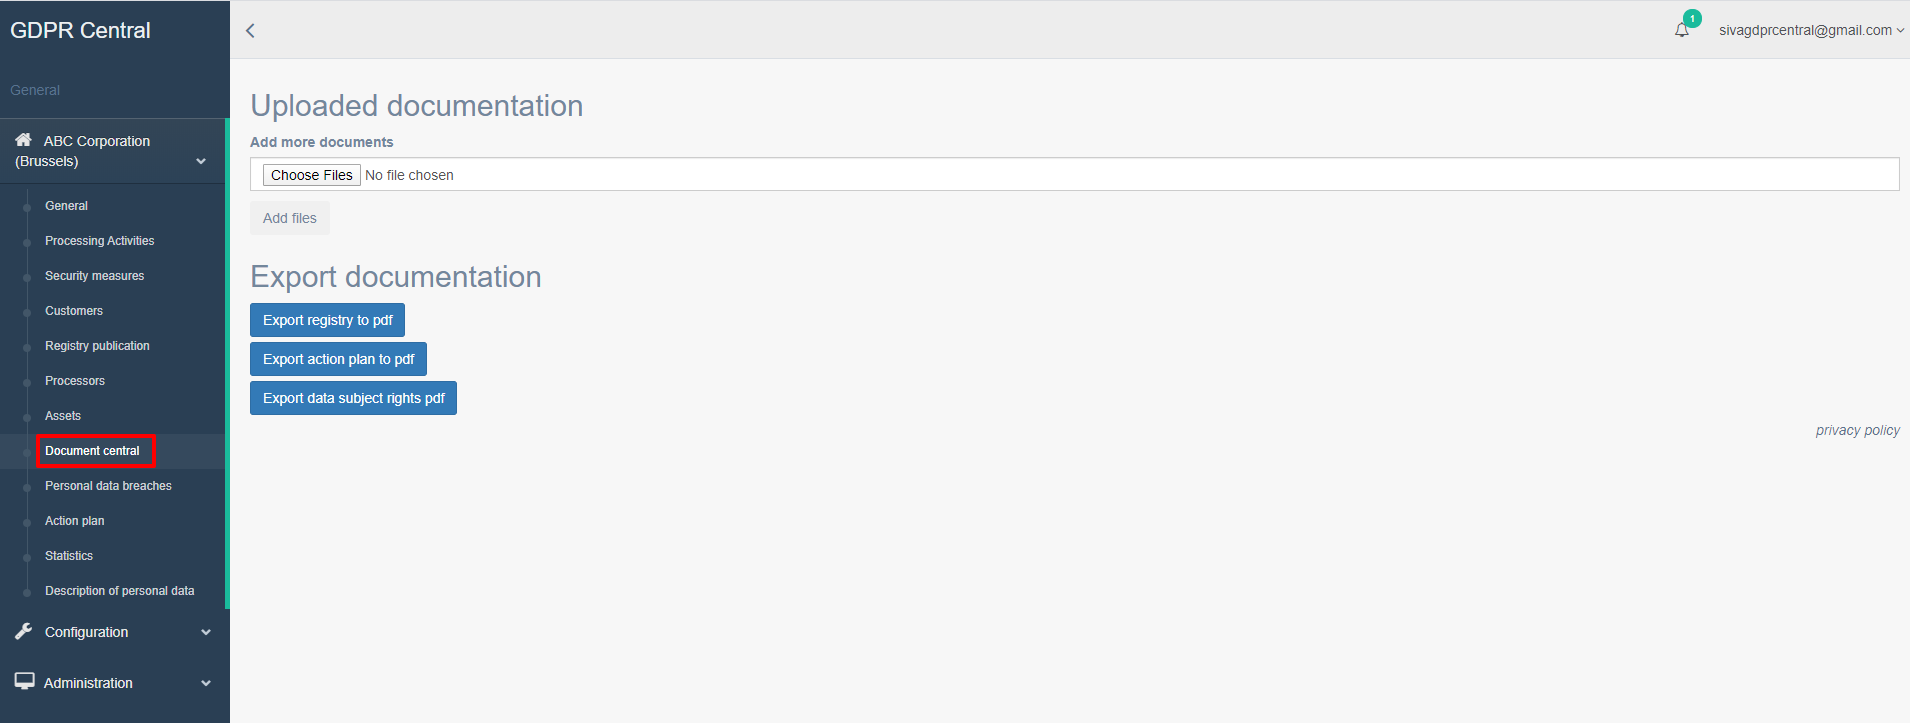 GDPR Central
1
sivagdprcentral@gmail.com
General
ABC Corporation
(Brussels)
General
Processing Activities
Security measures
Customers
Registry publication
Processors
Assets
Document central
Personal data breaches
Action plan
Statistics
Description of personal data
Configuration
Administration
Uploaded documentation
Add more documents
Choose Files No file chosen
Add files
Export documentation
Export registry to pdf
Export action plan to pdf
Export data subject rights pdf
privacy policy